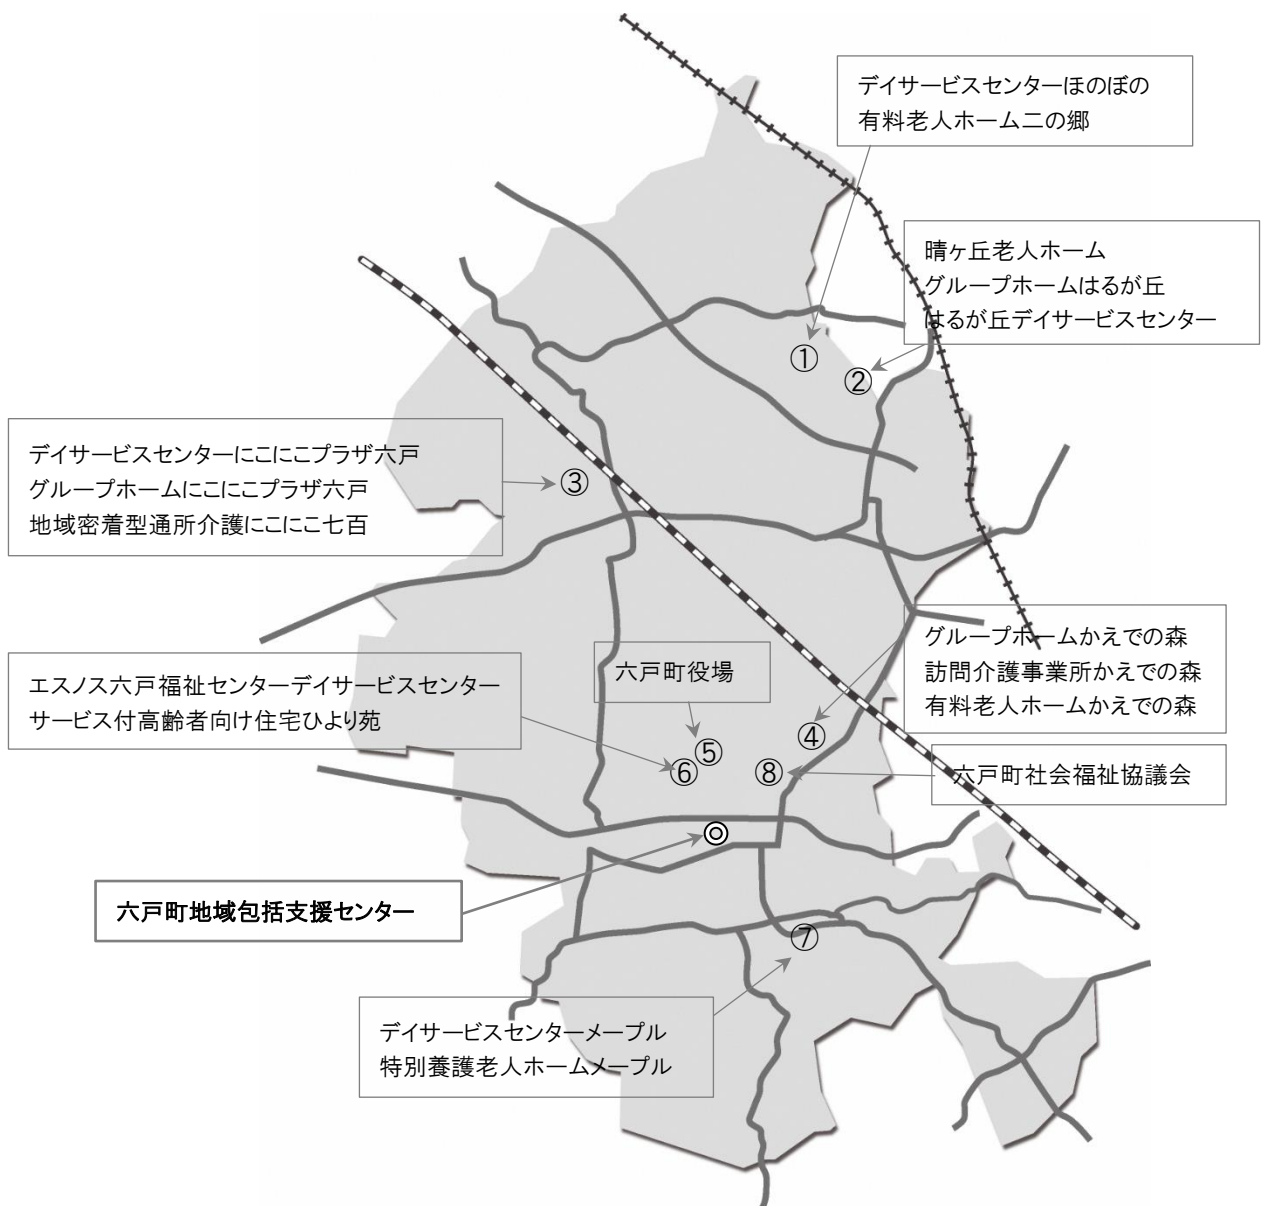 デイサービスセンターほのぼの
有料老人ホーム二の郷
晴ヶ丘老人ホーム
グループホームはるが丘
はるが丘デイサービスセンター
①
②
デイサービスセンターにこにこプラザ六戸
グループホームにこにこプラザ六戸
地域密着型通所介護にこにこ七百
③
グループホームかえでの森
訪問介護事業所かえでの森
有料老人ホームかえでの森
六戸町役場
エスノス六戸福祉センターデイサービスセンター
サービス付高齢者向け住宅ひより苑
④
⑤
⑥
⑧
六戸町社会福祉協議会
◎
六戸町地域包括支援センター
⑦
デイサービスセンターメープル
特別養護老人ホームメープル